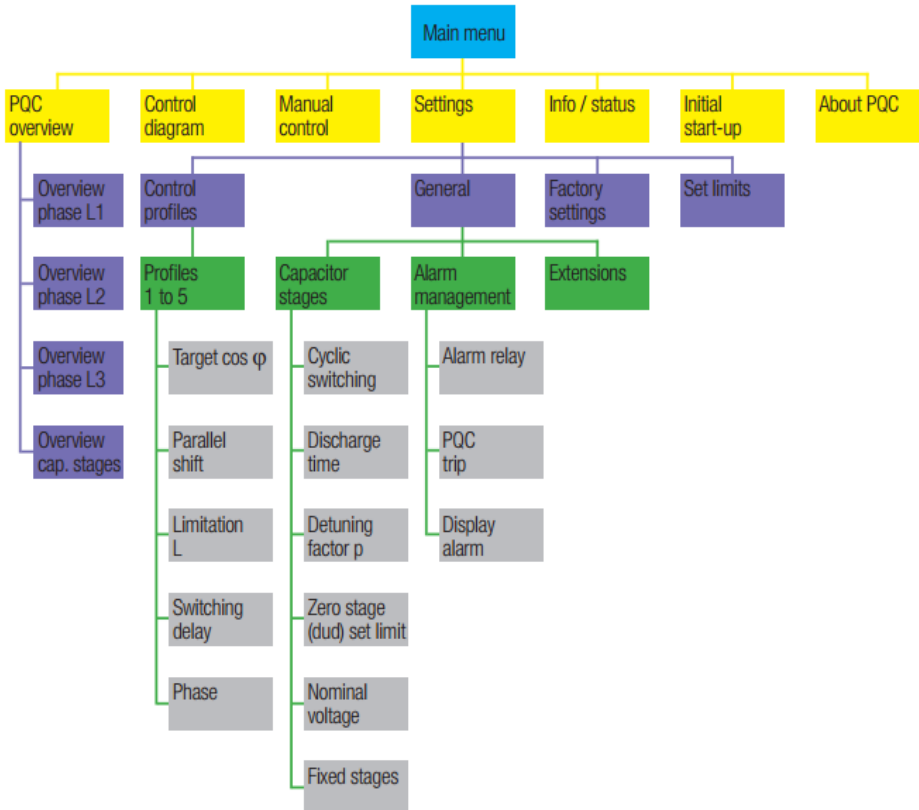 Main menu
PQC
overview
Control
diagram
Manual
control
Settings
Info / status
Initial
start-up
About PQC
Overview
phase L1
Control
profiles
General
Factory
settings
Set limits
Overview
phase L2
Profiles
1 to 5
Capacitor
stages
Alarm
management
Extensions
Overview
phase L3
Target cos φ
Cyclic
switching
Alarm relay
Overview
cap. stages
Parallel
shift
Discharge
time
PQC
trip
Limitation
L
Detuning
factor p
Display
alarm
Switching
delay
Zero stage
(dud) set limit
Phase
Nominal
voltage
Fixed stages